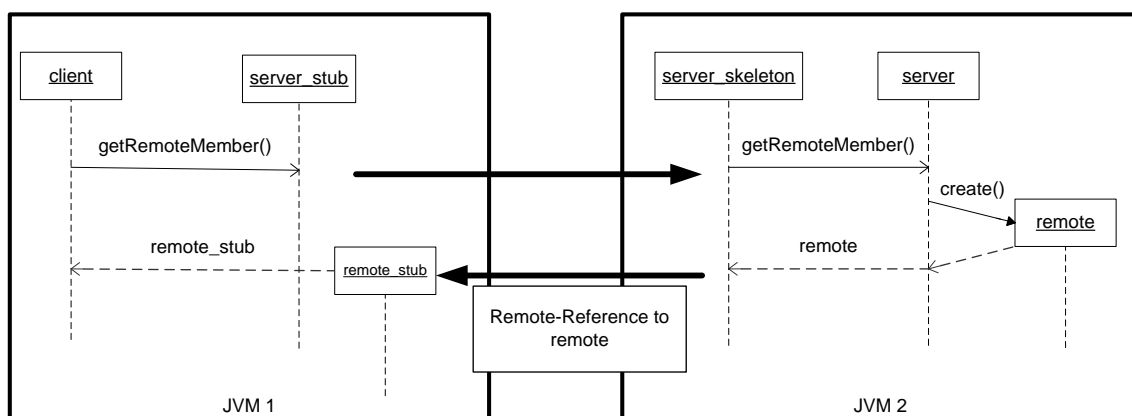 client
server_stub
server_skeleton
server
getRemoteMember()
getRemoteMember()
create()
remote
remote_stub
remote_stub
remote
Remote-Reference to
remote
JVM 1
JVM 2